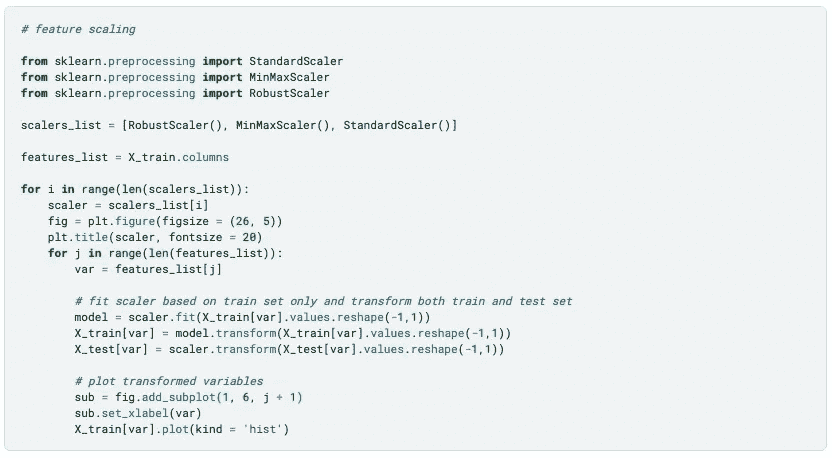 # feature scaling
from sklearn.preprocessing import StandardScaler
from sklearn.preprocessing import MinMaxScaler
from sklearn.preprocessing import RobustScaler
scalers_list = [RobustScaler(), MinMaxScaler(), StandardScaler()]
features_list = X_train.columns
for i in range(len(scalers_list)):
    scaler = scalers_list[i]
    fig = plt.figure(figsize = (26, 5))
    plt.title(scaler, fontsize = 20)
    for j in range(len(features_list)):
        var = features_list[j]
        # fit scaler based on train set only and transform both train and test set
        model = scaler.fit(X_train[var].values.reshape(-1,1))
        X_train[var] = model.transform(X_train[var].values.reshape(-1,1))
        X_test[var] = scaler.transform(X_test[var].values.reshape(-1,1))
        # plot transformed variables
        sub = fig.add_subplot(1, 6, j + 1)
        sub.set_xlabel(var)
        X_train[var].plot(kind = 'hist')